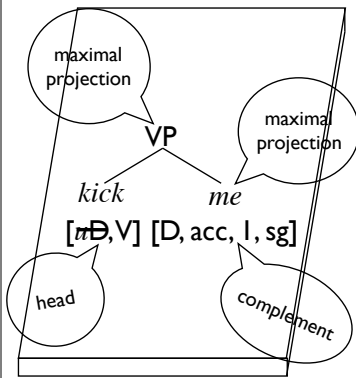 maximal
projection
maximal
projection
VP
kick me
[uD,V] [D, acc, 1, sg]
head
complement